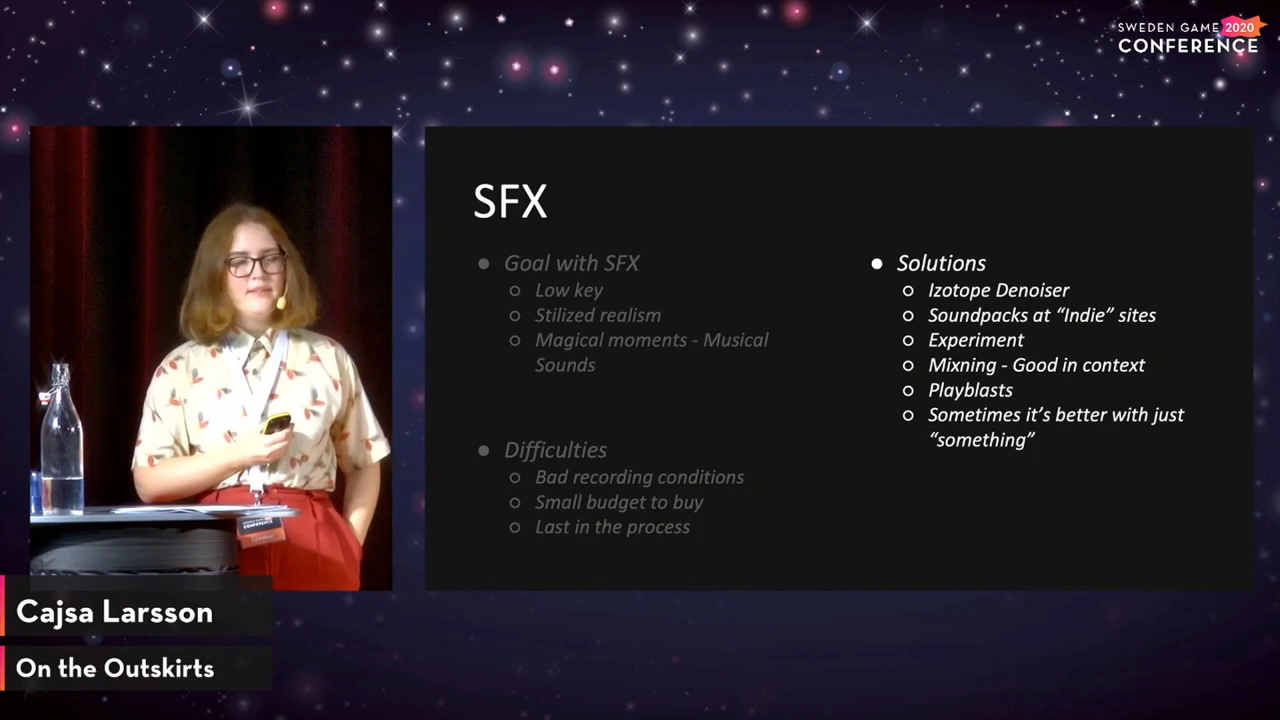 SWEDEN GAME 2020
CONFERENCE
SFX
Goal with SFX
Low key
Stilized realism
Magical moments - Musical
Sounds
Difficulties
Bad recording conditions
Small budget to buy
Last in the process
Solutions
Izotope Denoiser
Soundpacks at “Indie” sites
Experiment
Mixning - Good in context
Playblasts
Sometimes it’s better with just
“something”
CONFERENCE
Cajsa Larsson
On the Outskirts